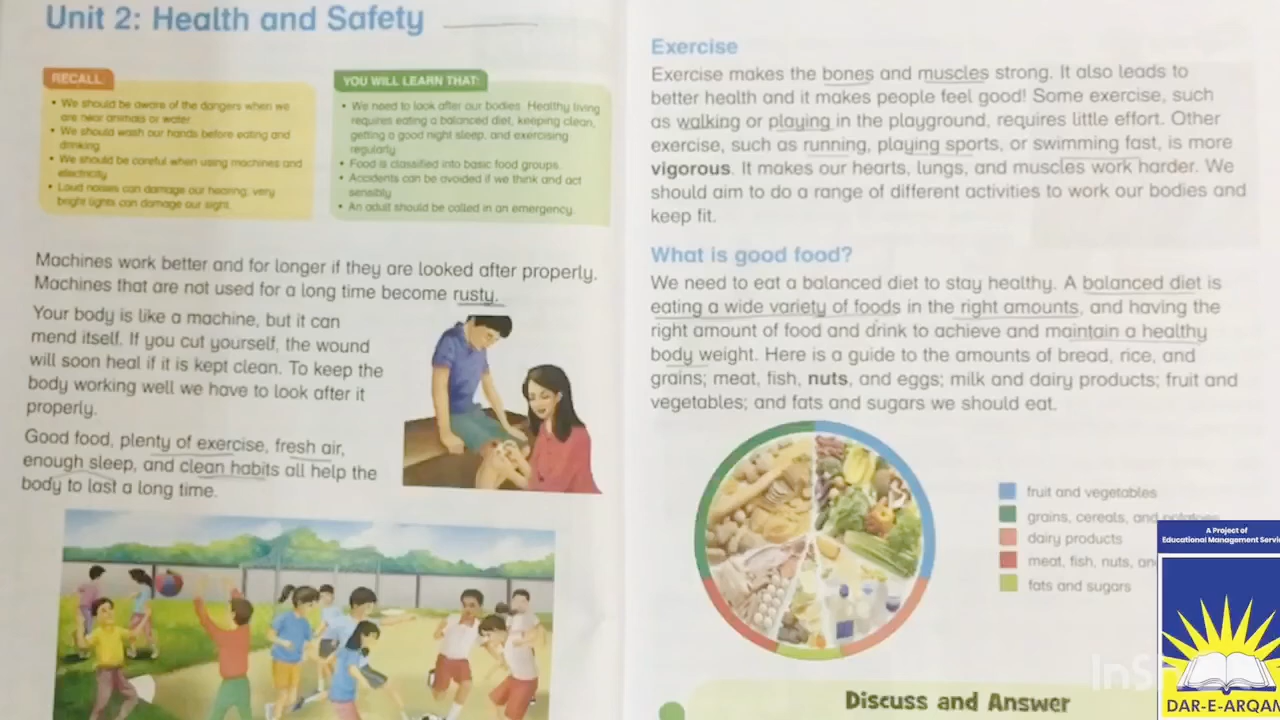 Unit 2: Health and Safety
RECALL
• We should be aware of the dangers when we
are near animals or water.
• We should wash our hands before eating and
drinking.
• We should be careful when using machines and
electricity.
• Loud noises can damage our hearing; very
bright lights can damage our sight.
YOU WILL LEARN THAT:
• We need to look after our bodies. Healthy living
requires eating a balanced diet, keeping clean,
getting a good night sleep, and exercising
regularly.
• Food is classified into basic food groups.
• Accidents can be avoided if we think and act
sensibly.
• An adult should be called in an emergency.
Machines work better and for longer if they are looked after properly.
Machines that are not used for a long time become rusty.
Your body is like a machine, but it can
mend itself. If you cut yourself, the wound
will soon heal if it is kept clean. To keep the
body working well we have to look after it
properly.
Good food, plenty of exercise, fresh air,
enough sleep, and clean habits all help the
body to last a long time.
Exercise
Exercise makes the bones and muscles strong. It also leads to
better health and it makes people feel good! Some exercise, such
as walking or playing in the playground, requires little effort. Other
exercise, such as running, playing sports, or swimming fast, is more
vigorous. It makes our hearts, lungs, and muscles work harder. We
should aim to do a range of different activities to work our bodies and
keep fit.
What is good food?
We need to eat a balanced diet to stay healthy. A balanced diet is
eating a wide variety of foods in the right amounts, and having the
right amount of food and drink to achieve and maintain a healthy
body weight. Here is a guide to the amounts of bread, rice, and
grains; meat, fish, nuts, and eggs; milk and dairy products; fruit and
vegetables; and fats and sugars we should eat.
fruit and vegetables
grains, cereals, and potatoes
dairy products
meat, fish, nuts, an
fats and sugars
A Project of
Educational Management Servic
DAR-E-ARQAM
Discuss and Answer
InSh